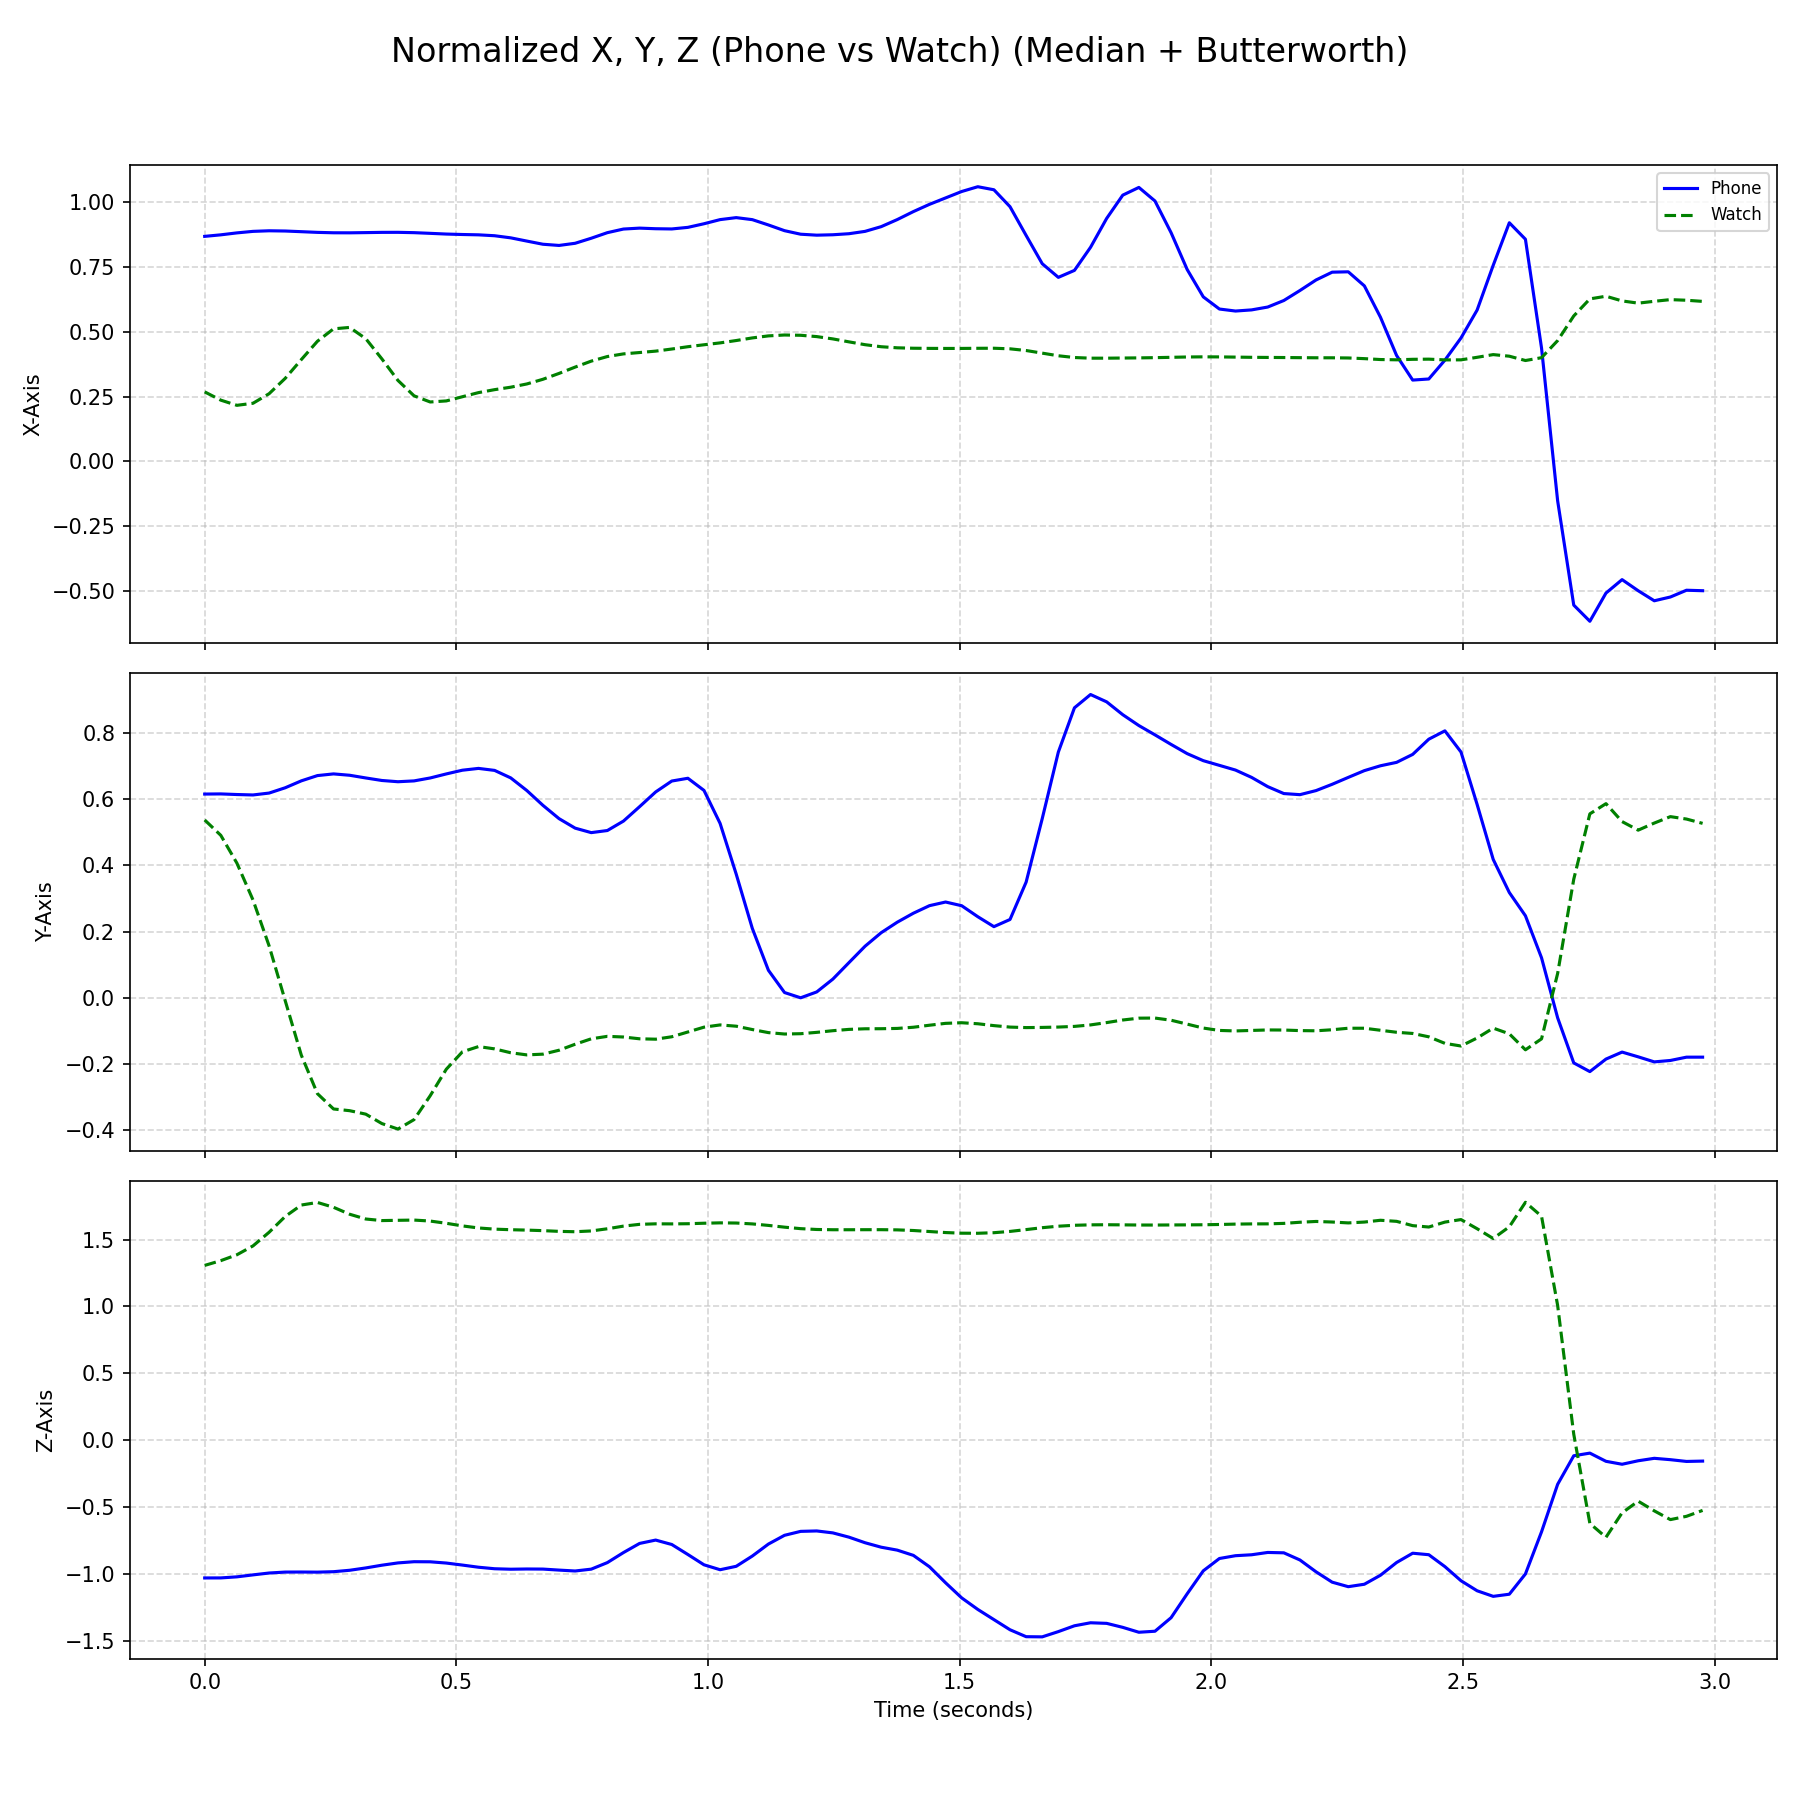 Normalized X, Y, Z (Phone vs Watch) (Median + Butterworth)
Phone
Watch
X-Axis
1.00
0.75
0.50
0.25
0.00
−0.25
−0.50
Y-Axis
0.8
0.6
0.4
0.2
0.0
−0.2
−0.4
Z-Axis
1.5
1.0
0.5
0.0
−0.5
−1.0
−1.5
0.0 0.5 1.0 1.5 2.0 2.5 3.0
Time (seconds)